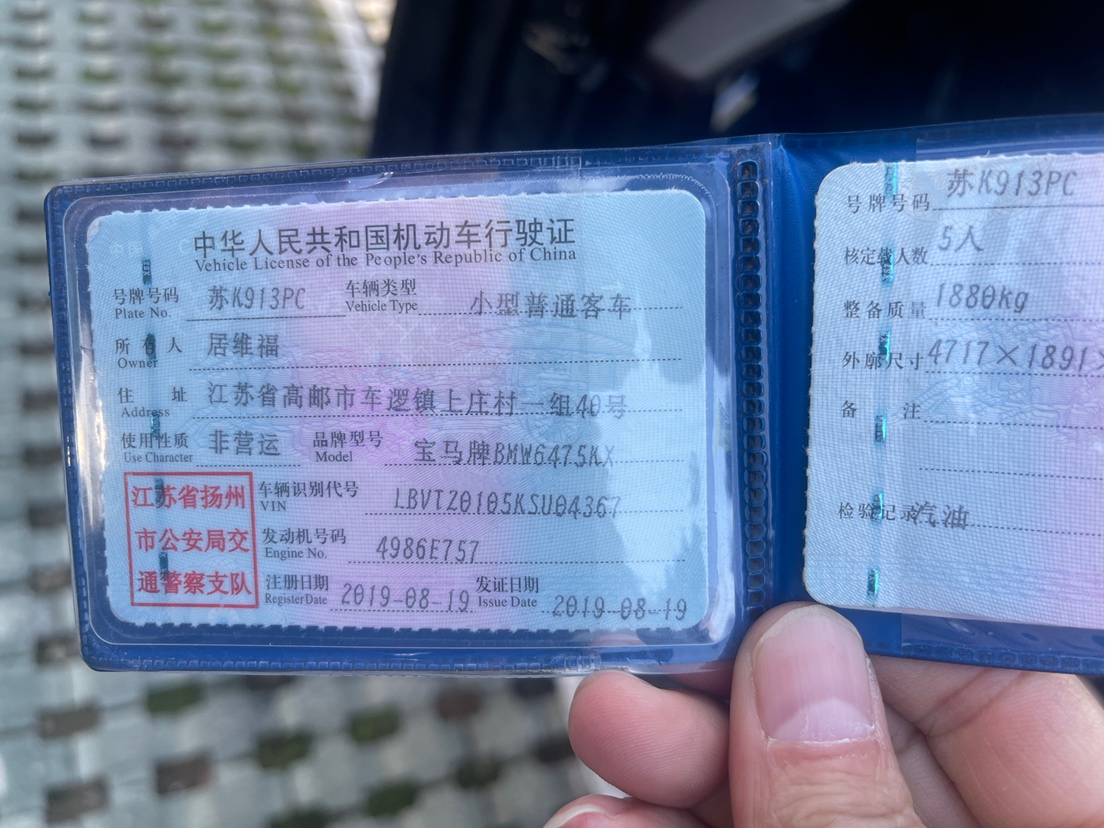 中华人民共和国机动车行驶证
Vehicle License of the People's Republic of China
号牌号码 苏K913PC 车辆类型 小型普通客车
Plate No. Vehicle Type
所有人 居维福
Owner
住址 江苏省高邮市车逻镇上庄村一组40号
Address
使用性质 非营运 品牌型号 宝马牌BMW6475KX
Use Character Model
江苏省扬州
市公安局交
通警察支队
车辆识别代号 LBVTZ0105KSU04367
VIN
发动机号码 4986E757
Engine No.
注册日期 2019-08-19 发证日期 2019-08-19
Register Date Issue Date
号牌号码 苏K913PC
核定载人数 5人
整备质量 1880kg
外廓尺寸 4717×1891×
备注
检验记录 汽油